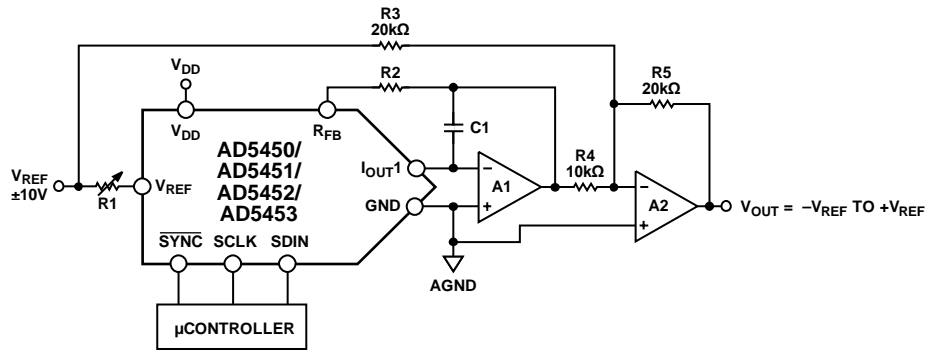 R3
20kΩ
VDD
R2
R5
20kΩ
VDD
RFB
C1
AD5450/
AD5451/
AD5452/
AD5453
IOUT1
R4
10kΩ
VREF
±10V
R1
VREF
GND
–
+
A1
–
+
A2
VOUT = –VREF TO +VREF
SYNC SCLK SDIN
AGND
µCONTROLLER